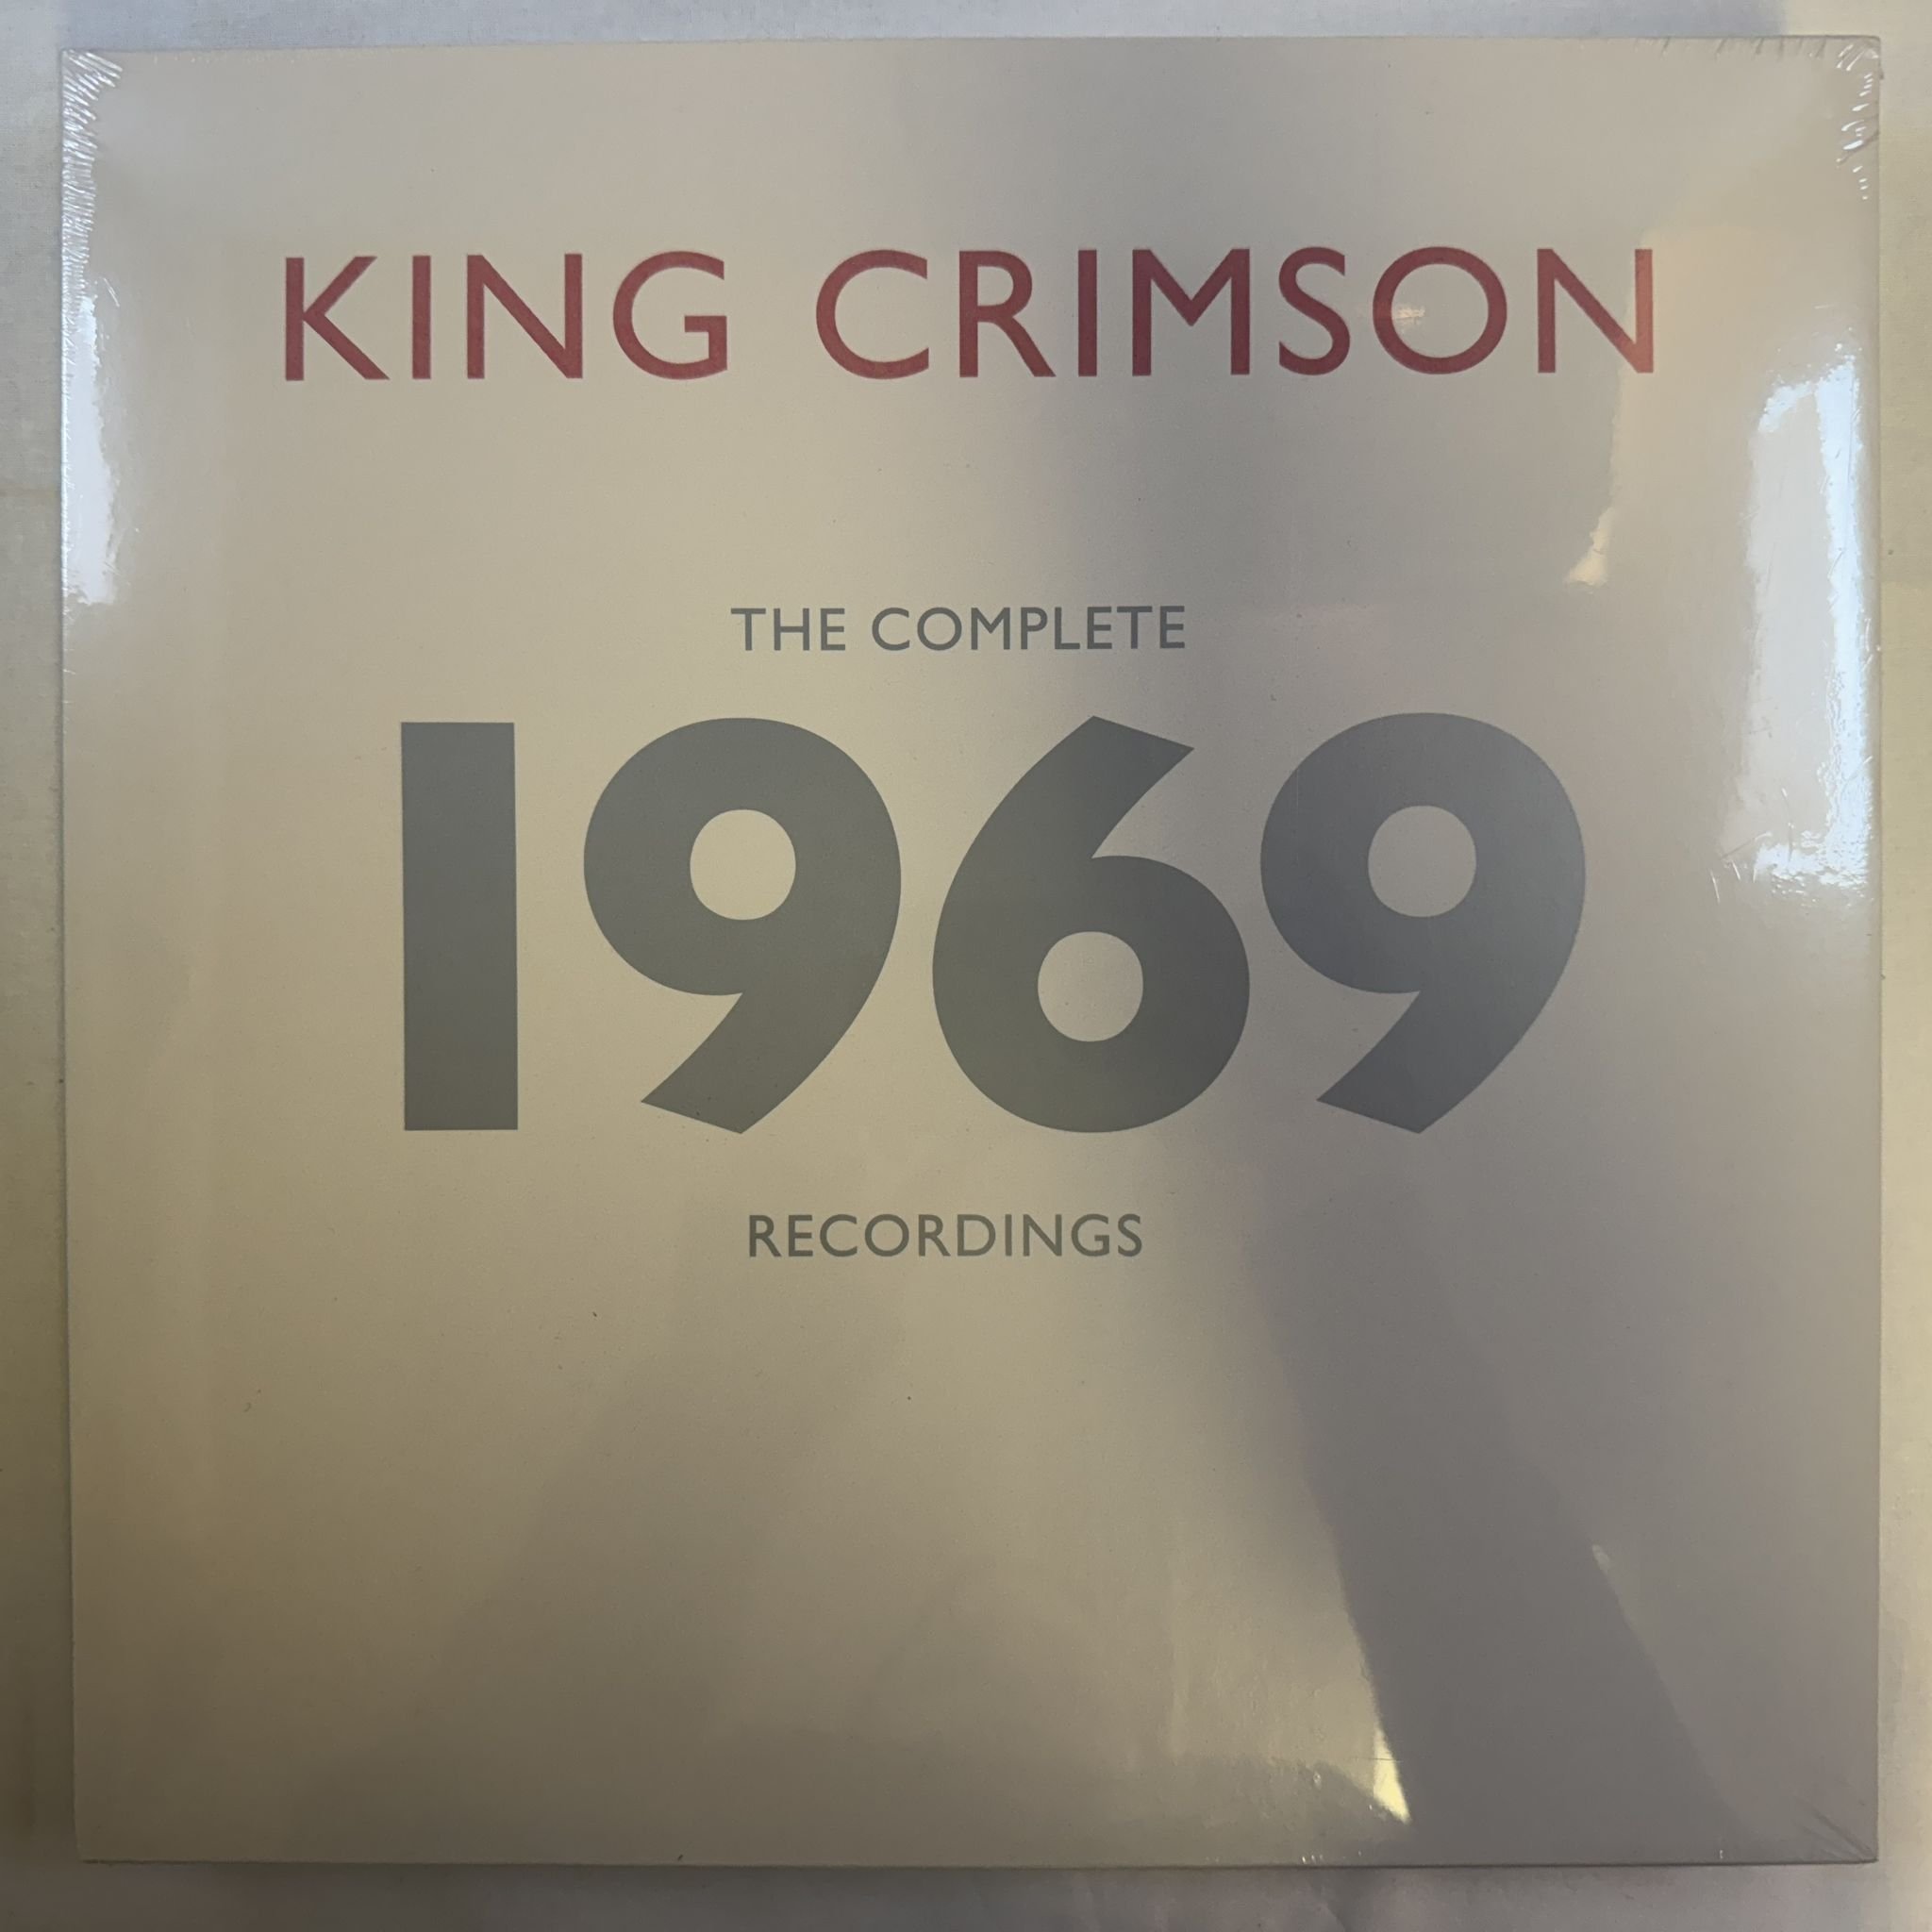 KING CRIMSON
THE COMPLETE
1969
RECORDINGS